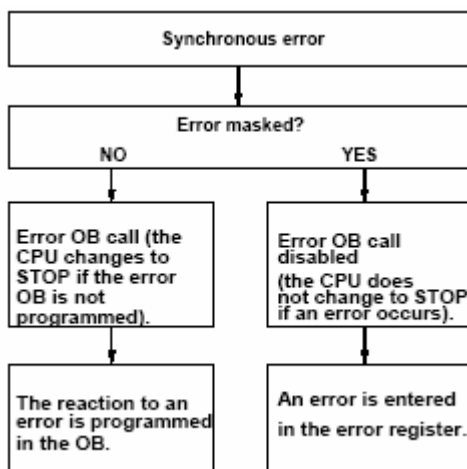 Synchronous error
Error masked?
NO
YES
Error OB call (the
CPU changes to
STOP if the error
OB is not
programmed).
Error OB call
disabled
(the CPU does
not change to STOP
if an error occurs).
The reaction to an
error is programmed
in the OB.
An error is entered
in the error register.